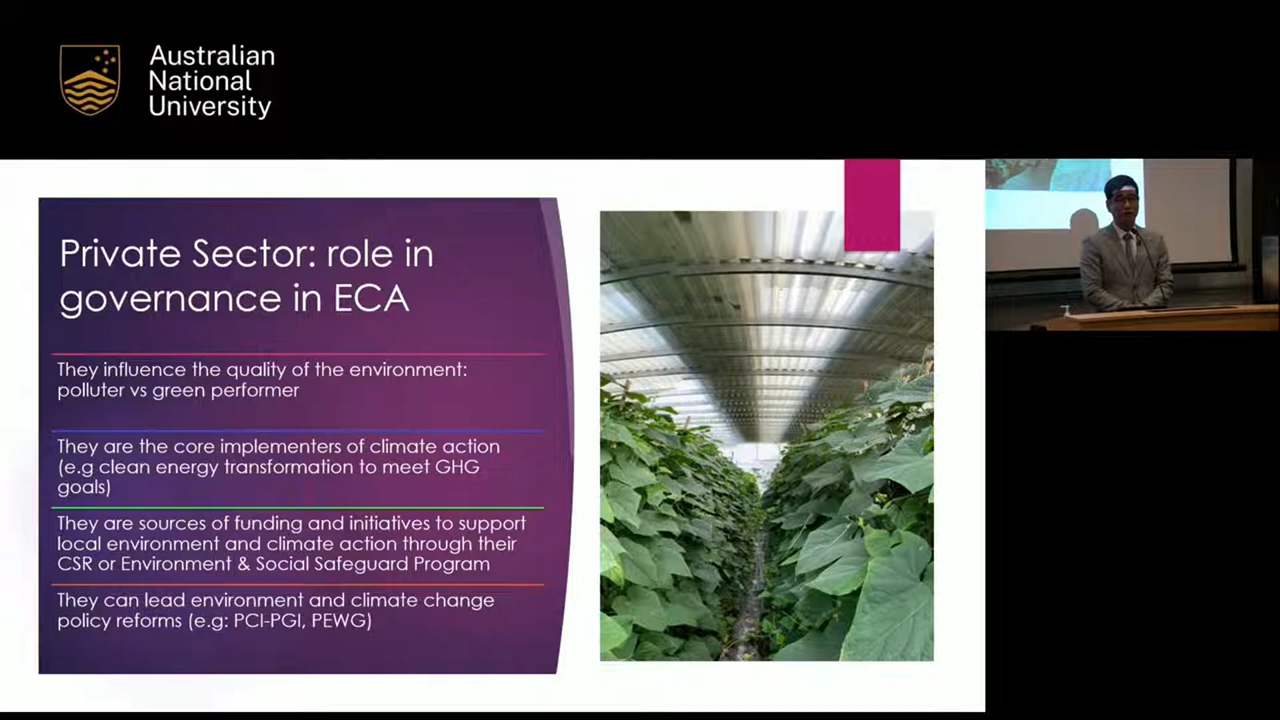 Australian
National
University
Private Sector: role in
governance in ECA
They influence the quality of the environment:
polluter vs green performer
They are the core implementers of climate action
(e.g clean energy transformation to meet GHG
goals)
They are sources of funding and initiatives to support
local environment and climate action through their
CSR or Environment & Social Safeguard Program
They can lead environment and climate change
policy reforms (e.g: PCI-PGI, PEWG)